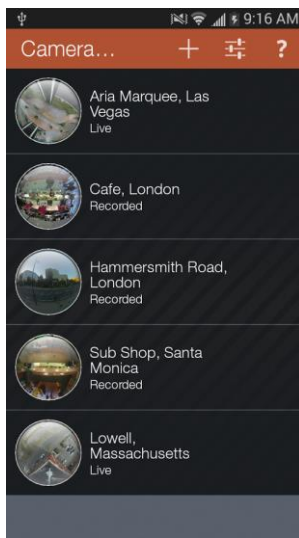 9:16 AM
Camera...
?
Aria Marquee, Las
Vegas
Live
Cafe, London
Recorded
Hammersmith Road,
London
Recorded
Sub Shop, Santa
Monica
Recorded
Lowell,
Massachusetts
Live